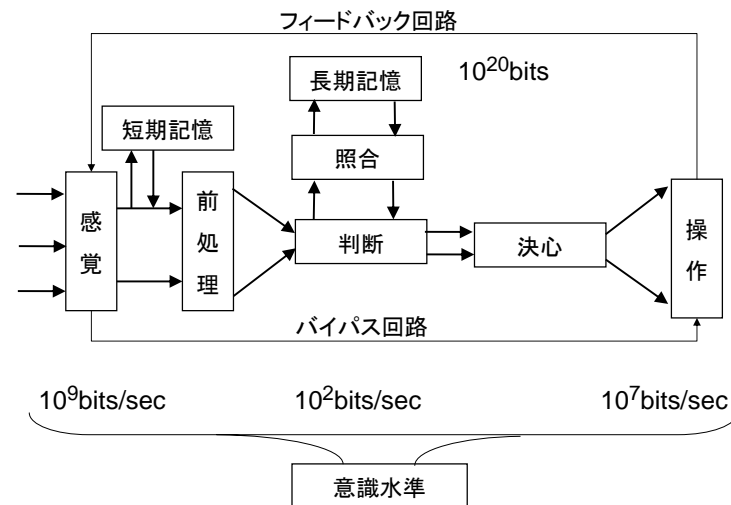 フィードバック回路
長期記憶
10²⁰bits
短期記憶
照合
感覚
前処理
判断
決心
操作
バイパス回路
10⁹bits/sec
10²bits/sec
10⁷bits/sec
意識水準